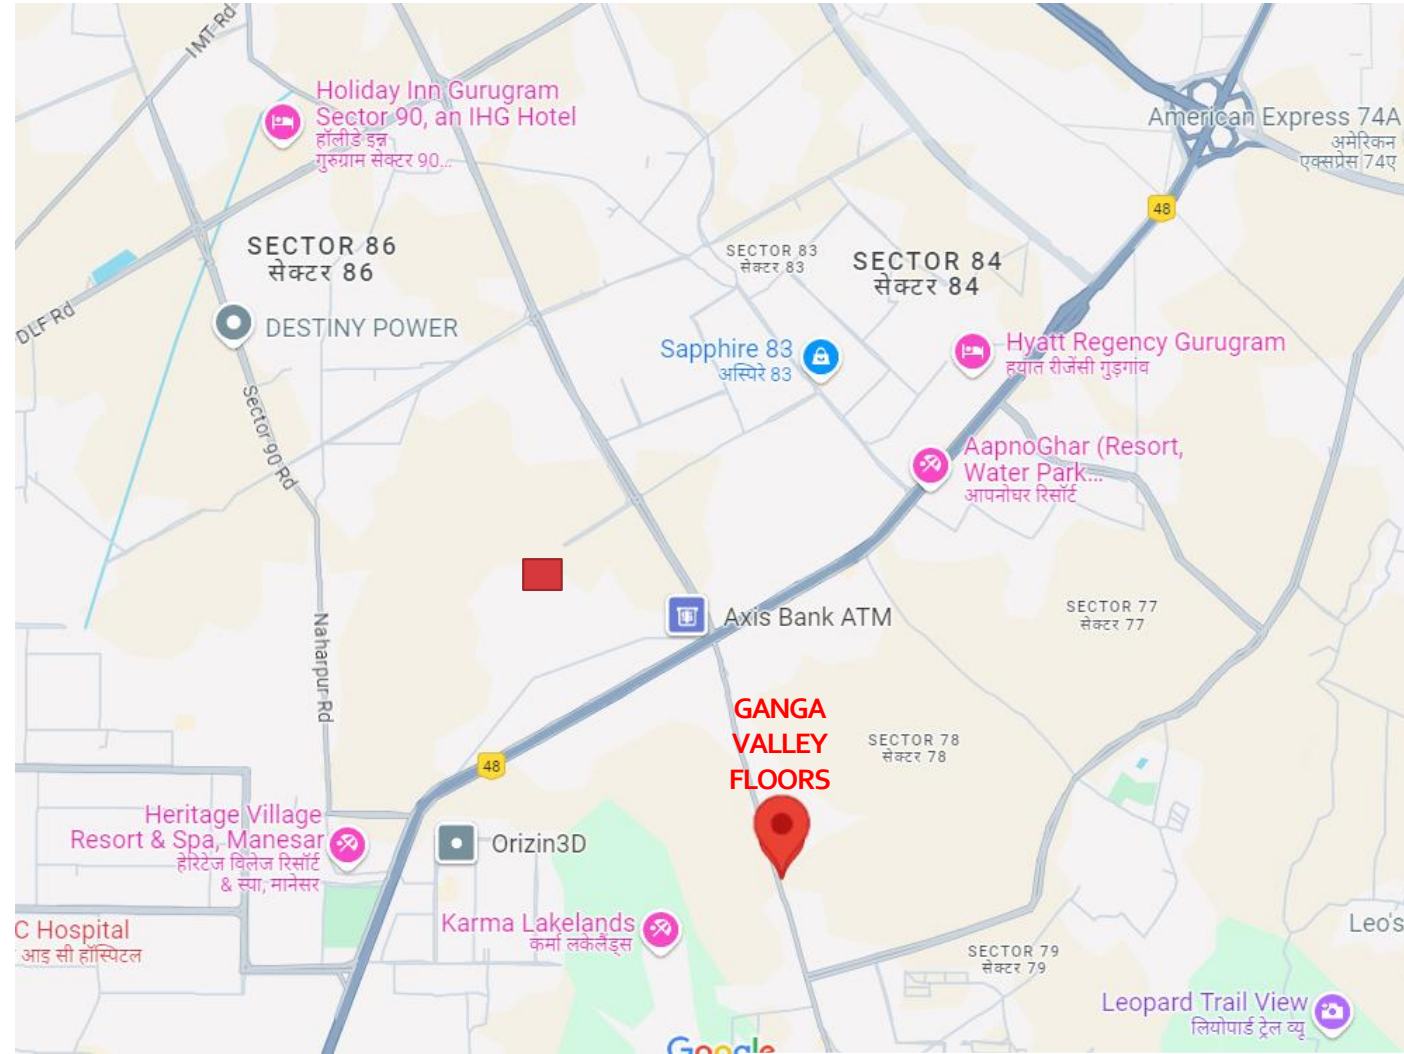 IMT Rd
Holiday Inn Gurugram
Sector 90, an IHG Hotel
हॉलीडे इन्न
गुरुग्राम सेक्टर 90...
American Express 74A
अमेरिकन
एक्सप्रेस 74ए
48
SECTOR 86
सेक्टर 86
SECTOR 83
सेक्टर 83
SECTOR 84
सेक्टर 84
DLF Rd
DESTINY POWER
Sapphire 83
अस्पिरे 83
Hyatt Regency Gurugram
हयात रीजेंसी गुड़गांव
Sector 90 Rd
AapnoGhar (Resort,
Water Park...
आपनोघर रिसॉर्ट
Axis Bank ATM
SECTOR 77
सेक्टर 77
Naharpur Rd
GANGA
VALLEY
FLOORS
SECTOR 78
सेक्टर 78
48
Heritage Village
Resort & Spa, Manesar
हेरिटेज विलेज रिसॉर्ट
& स्पा, मानेसर
Orizin3D
C Hospital
आइ सी हॉस्पिटल
Karma Lakelands
कर्मा लकेलैंड्स
Leo's
SECTOR 79
सेक्टर 79
Leopard Trail View
लियोपार्ड ट्रेल व्यू
Google